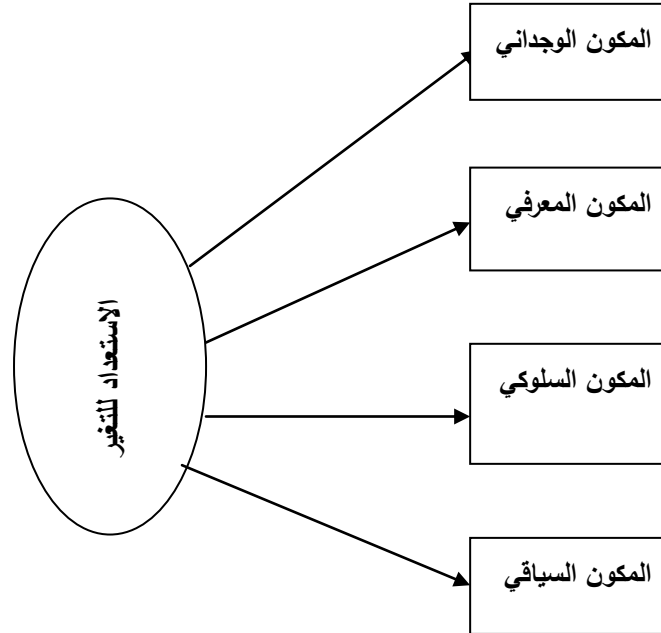 المكون الوجداني
المكون المعرفي
الاستعداد للتغير
المكون السلوكي
المكون السياقي